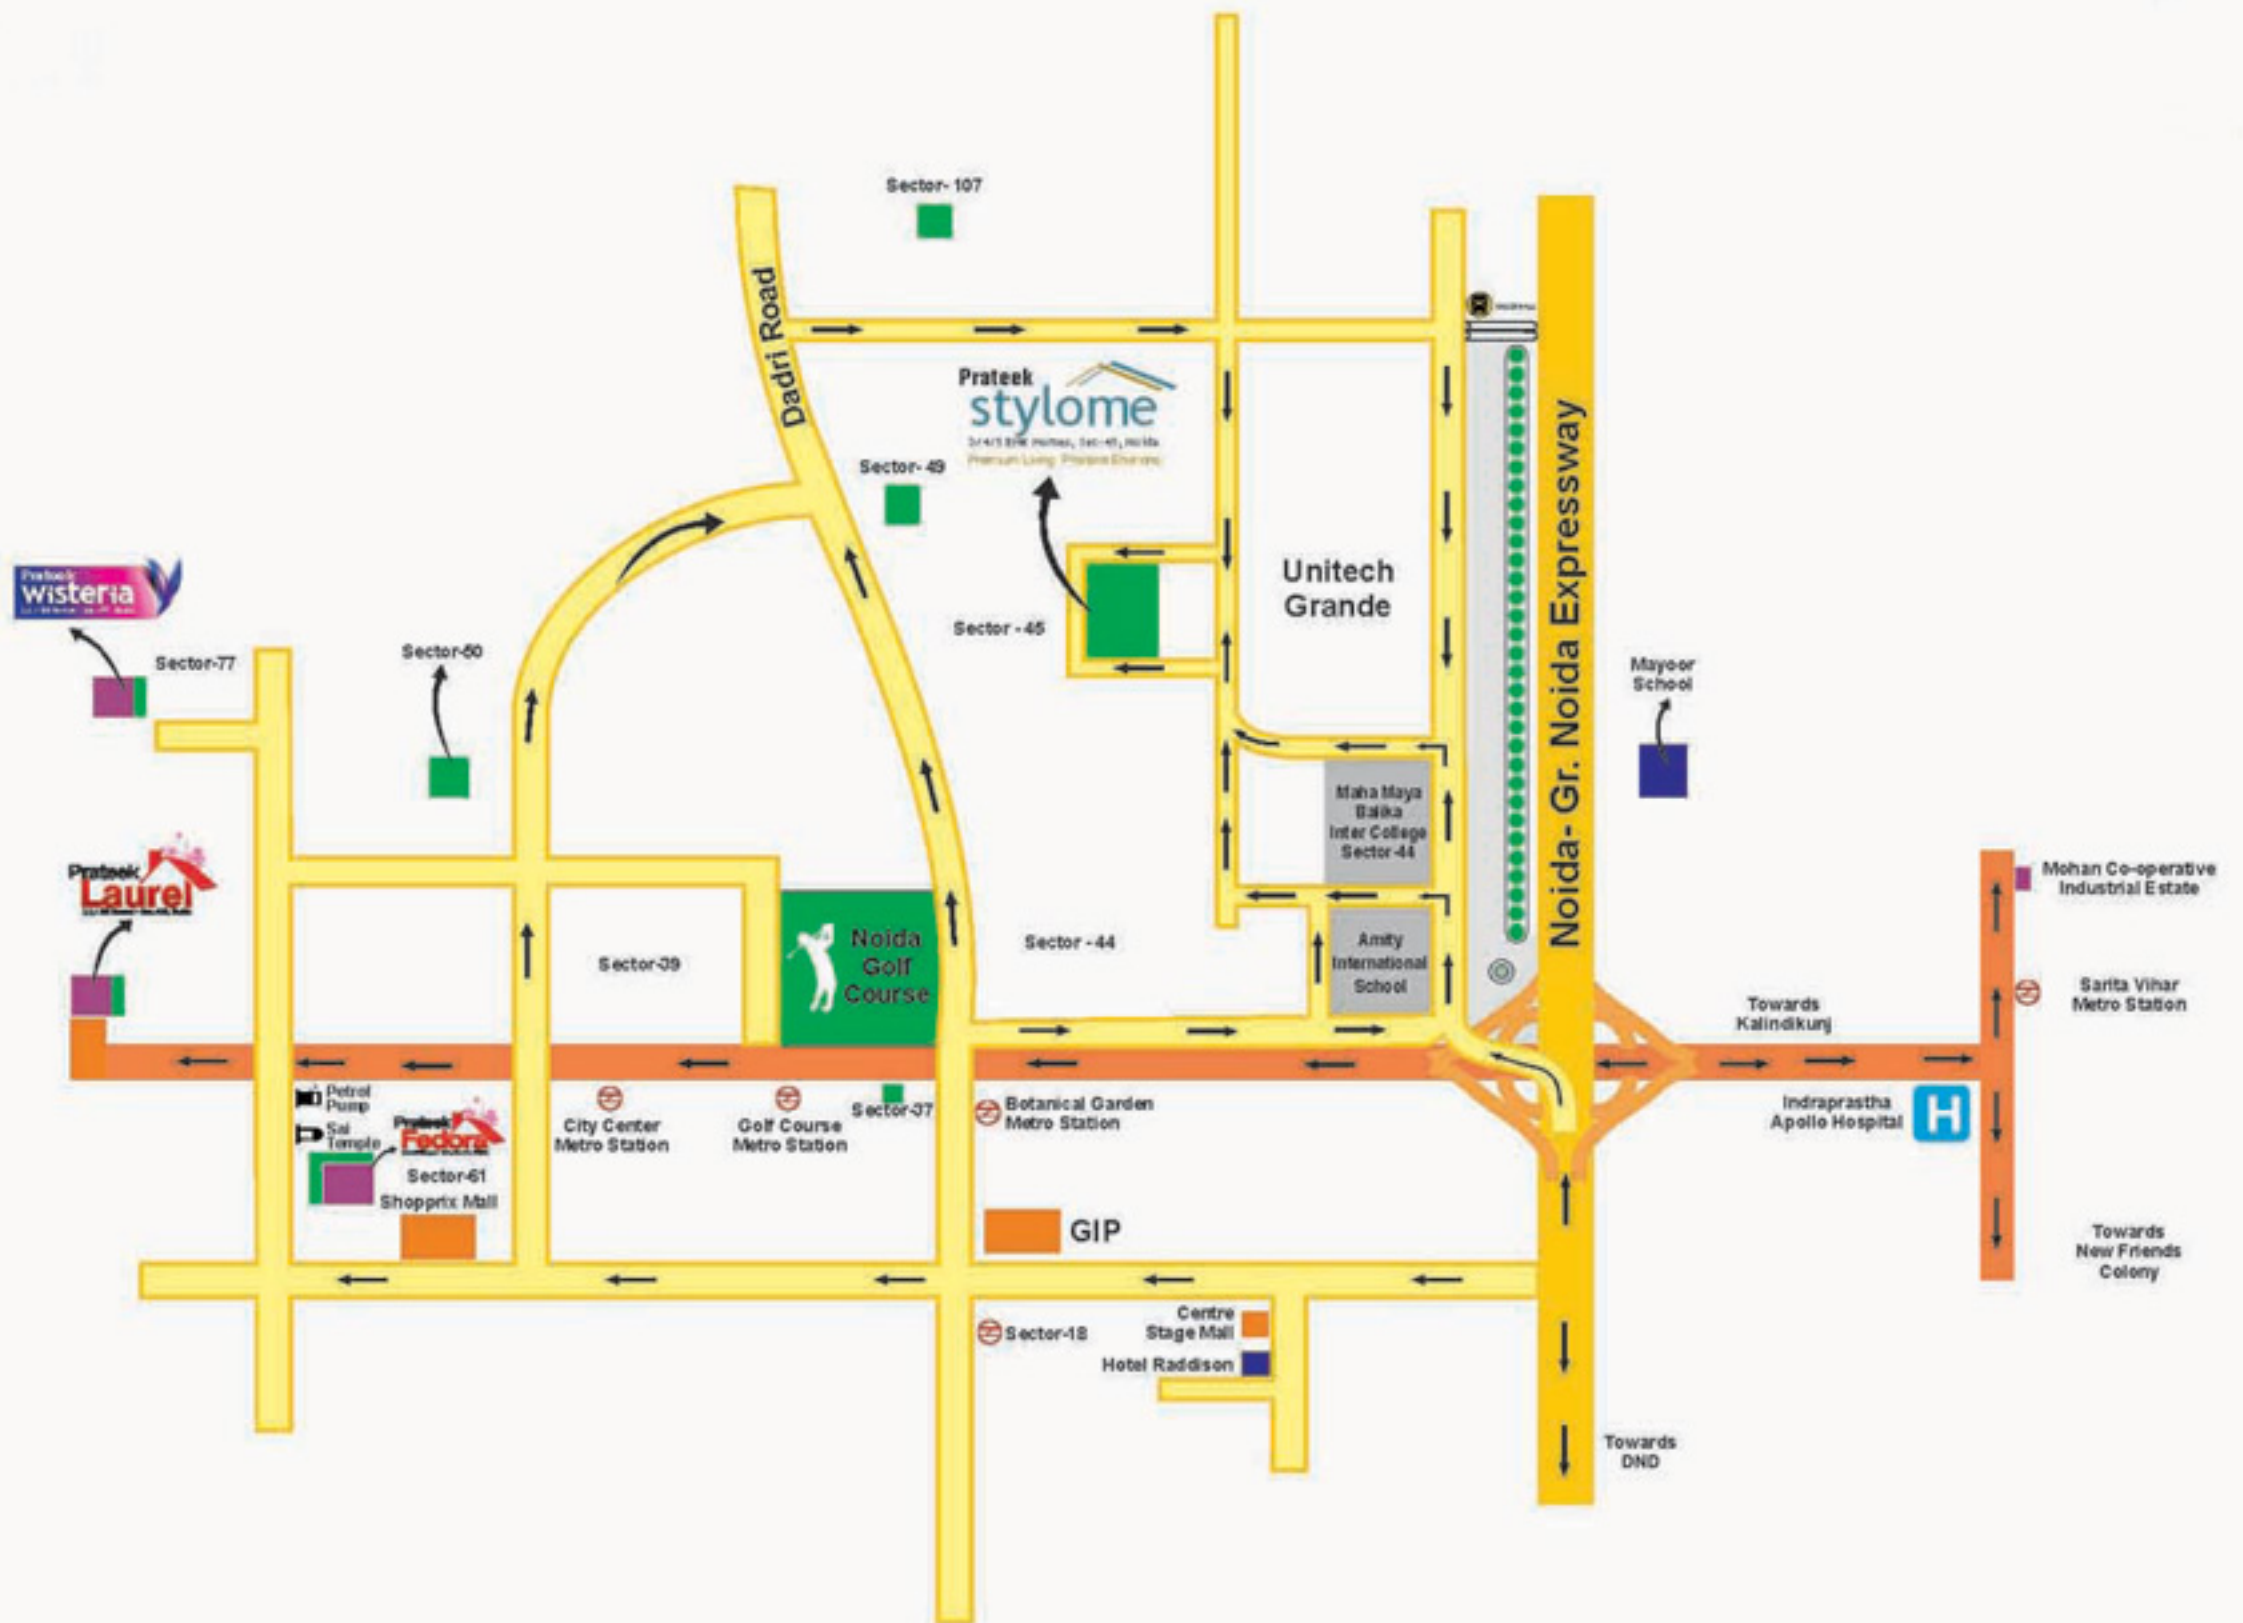 Sector- 107
Dadri Road
Prateek
stylome
Sector- 49
Noida- Gr. Noida Expressway
Unitech
Grande
Prateek
wisteria
Sector - 45
Sector-77
Sector-50
Mayoor
School
Maha Maya
Balika
Inter College
Sector-44
Prateek
Laurel
Mohan Co-operative
Industrial Estate
Noida
Golf
Course
Sector - 44
Sector-39
Amity
International
School
Sarita Vihar
Metro Station
Towards
Kalindikunj
Petrol
Pump
Sai
Temple
Prateek
Fedora
Sector-61
Shopprix Mall
City Center
Metro Station
Golf Course
Metro Station
Sector-37
Botanical Garden
Metro Station
Indraprastha
Apollo Hospital
H
GIP
Towards
New Friends
Colony
Centre
Stage Mall
Sector-18
Hotel Raddison
Towards
DND